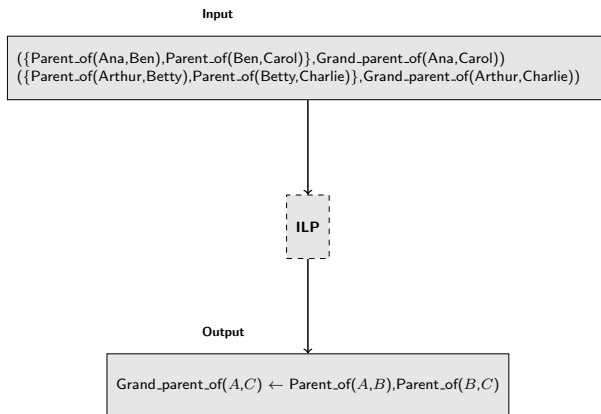 Input
({Parent_of(Ana,Ben),Parent_of(Ben,Carol)},Grand_parent_of(Ana,Carol))
({Parent_of(Arthur,Betty),Parent_of(Betty,Charlie)},Grand_parent_of(Arthur,Charlie))
ILP
Output
Grand_parent_of(A,C) ← Parent_of(A,B),Parent_of(B,C)